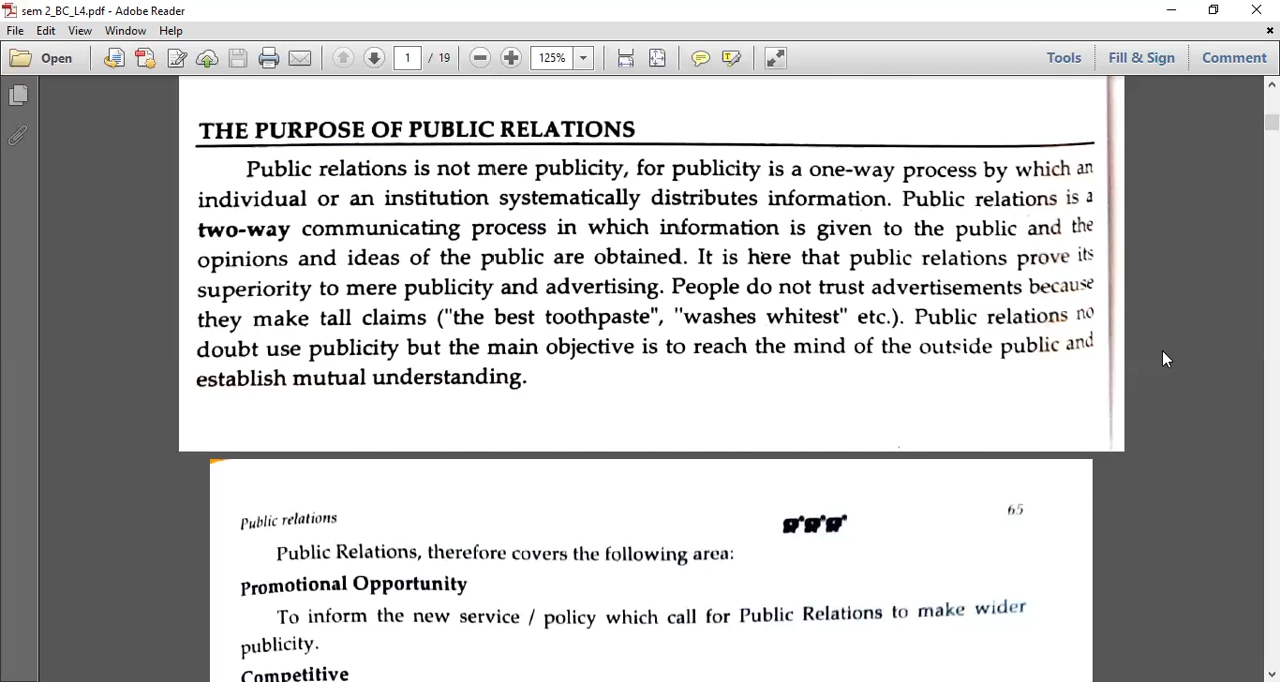 sem 2_BC_L4.pdf - Adobe Reader
File Edit View Window Help
Open 1 / 19 125% Tools Fill & Sign Comment
THE PURPOSE OF PUBLIC RELATIONS
Public relations is not mere publicity, for publicity is a one-way process by which an
individual or an institution systematically distributes information. Public relations is a
two-way communicating process in which information is given to the public and the
opinions and ideas of the public are obtained. It is here that public relations prove its
superiority to mere publicity and advertising. People do not trust advertisements because
they make tall claims ("the best toothpaste", "washes whitest" etc.). Public relations no
doubt use publicity but the main objective is to reach the mind of the outside public and
establish mutual understanding.
Public relations 65
Public Relations, therefore covers the following area:
Promotional Opportunity
To inform the new service / policy which call for Public Relations to make wider
publicity.
Competitive